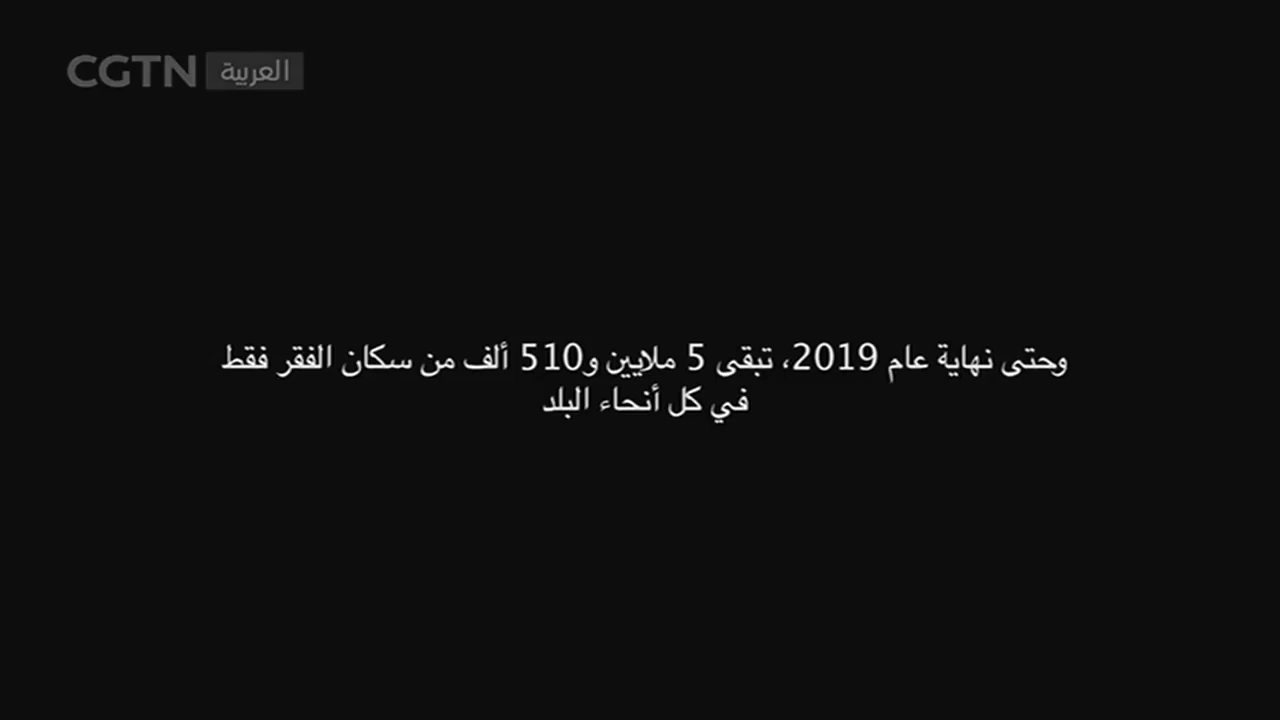 CGTN العربية
وحتى نهاية عام 2019، تبقى 5 ملايين و510 ألف من سكان الفقر فقط
في كل أنحاء البلد